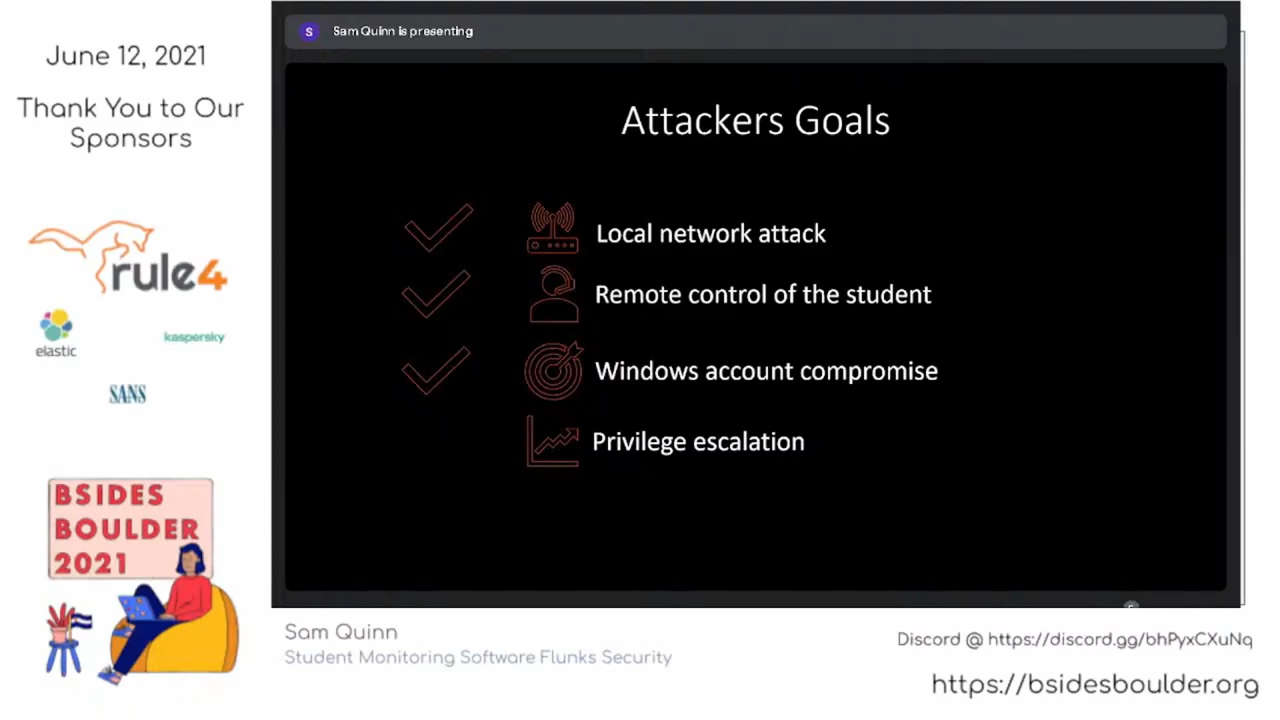 June 12, 2021
Thank You to Our
Sponsors
rule4
elastic
kaspersky
SANS
BSIDES
BOULDER
2021
S
Sam Quinn is presenting
Attackers Goals
Local network attack
Remote control of the student
Windows account compromise
Privilege escalation
Sam Quinn
Student Monitoring Software Flunks Security
Discord @ https://discord.gg/bhPyxCXuNq
https://bsidesboulder.org